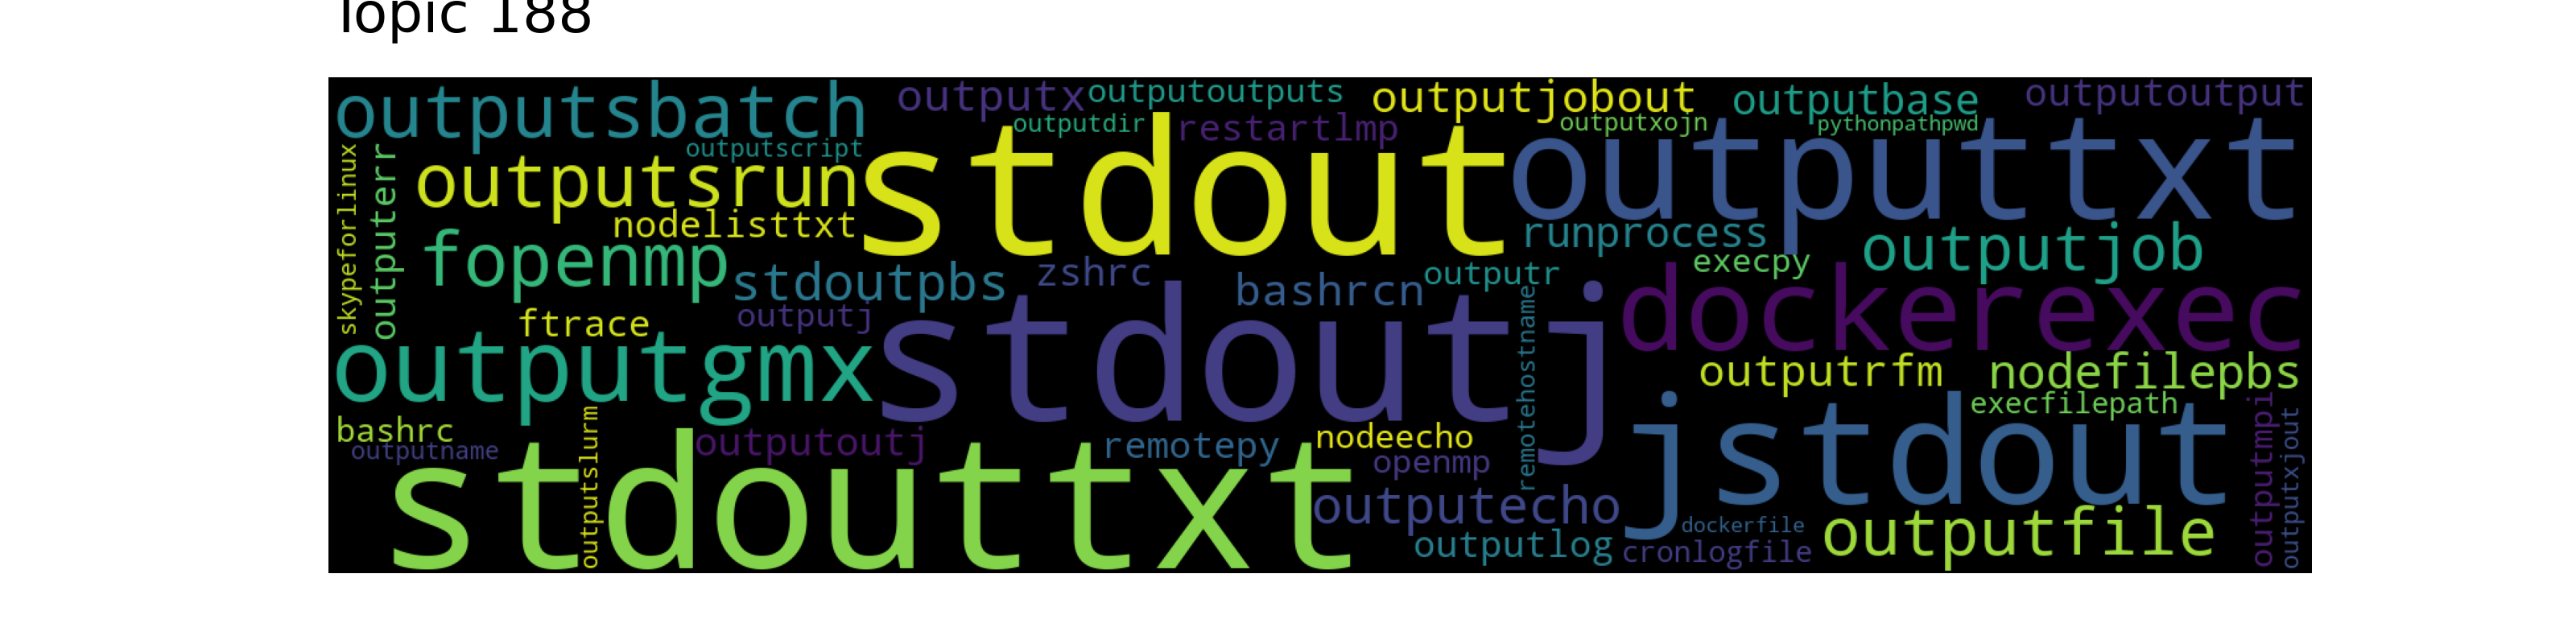 Topic 188
outputsbatch
outputx
outputoutputs
outputjobout
outputbase
outputoutput
outputdir
restartlmp
outputxojn
pythonpathpwd
outputscript
stdout
outputtxt
skypeforlinux
outputerr
outputsrun
nodelisttxt
runprocess
outputjob
fopenmp
stdoutpbs
zshrc
bashrcn
outputr
execpy
dockerexec
ftrace
outputj
stdoutj
remotehostname
outputgmx
outputrfm
nodefilepbs
execfilepath
jstdout
bashrc
outputname
outputslurm
outputoutj
remotepy
nodeecho
openmp
stdouttxt
outputecho
outputlog
dockerfile
cronlogfile
outputfile
outputmpi
outputxjout